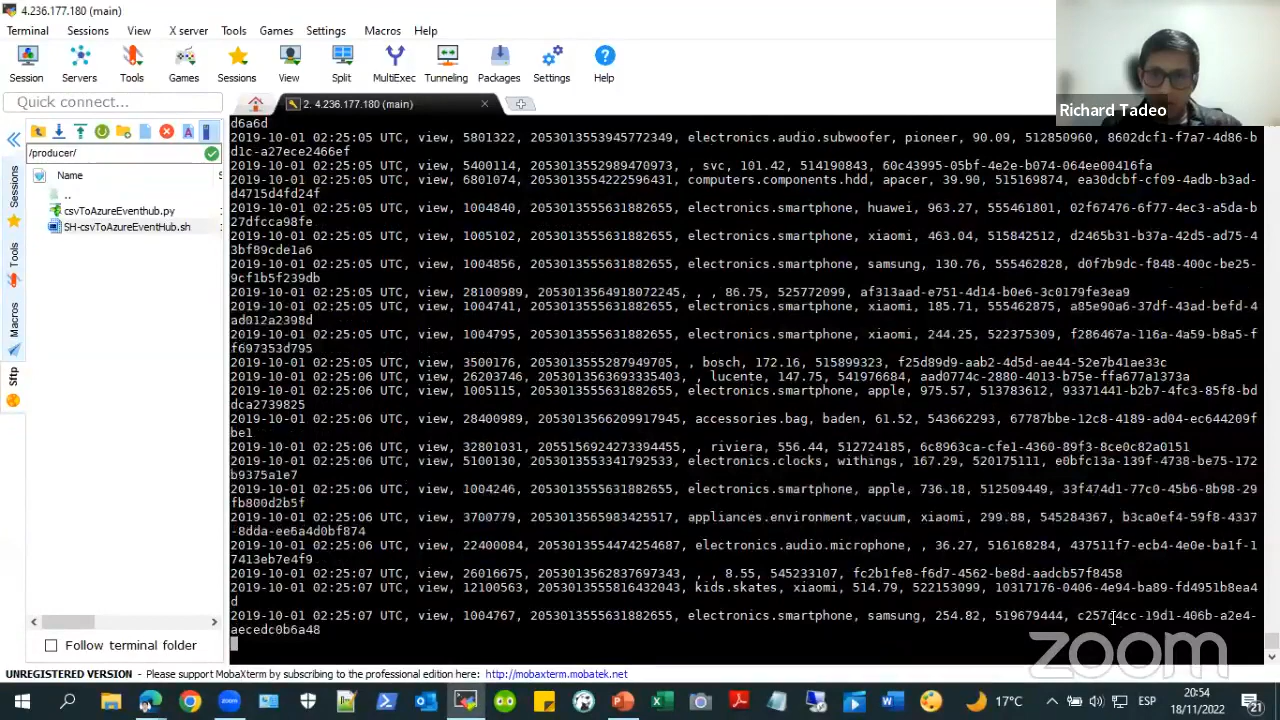 4.236.177.180 (main)
Terminal Sessions View X server Tools Games Settings Macros Help
Session Servers Tools Games Sessions View Split MultiExec Tunneling Packages Settings Help
Quick connect...
2. 4.236.177.180 (main)
Richard Tadeo
/producer/
Name
..
csvToAzureEventhub.py
SH-csvToAzureEventHub.sh
Sessions
Tools
Macros
Sftp
d6a6d
2019-10-01 02:25:05 UTC, view, 5801322, 2053013553945772349, electronics.audio.subwoofer, pioneer, 90.09, 512850960, 8602dcf1-f7a7-4d86-b
d1c-a27ece2466ef
2019-10-01 02:25:05 UTC, view, 5400114, 2053013552989470973, , svc, 101.42, 514190843, 60c43995-05bf-4e2e-b074-064ee00416fa
2019-10-01 02:25:05 UTC, view, 6801074, 2053013554222596431, computers.components.hdd, apacer, 39.90, 515169874, ea30dcbf-cf09-4adb-b3ad-
d4715d4fd24f
2019-10-01 02:25:05 UTC, view, 1004840, 2053013555631882655, electronics.smartphone, huawei, 963.27, 555461801, 02f67476-6f77-4ec3-a5da-b
27dfcca98fe
2019-10-01 02:25:05 UTC, view, 1005102, 2053013555631882655, electronics.smartphone, xiaomi, 463.04, 515842512, d2465b31-b37a-42d5-ad75-4
3bf89cde1a6
2019-10-01 02:25:05 UTC, view, 1004856, 2053013555631882655, electronics.smartphone, samsung, 130.76, 555462828, d0f7b9dc-f848-400c-be25-
9cf1b5f239db
2019-10-01 02:25:05 UTC, view, 28100989, 2053013564918072245, , , 86.75, 525772099, af313aad-e751-4d14-b0e6-3c0179fe3ea9
2019-10-01 02:25:05 UTC, view, 1004741, 2053013555631882655, electronics.smartphone, xiaomi, 185.71, 555462875, a85e90a6-37df-43ad-befd-4
ad012a2398d
2019-10-01 02:25:05 UTC, view, 1004795, 2053013555631882655, electronics.smartphone, xiaomi, 244.25, 522375309, f286467a-116a-4a59-b8a5-f
f697353d795
2019-10-01 02:25:05 UTC, view, 3500176, 2053013555287949705, , bosch, 172.16, 515899323, f25d89d9-aab2-4d5d-ae44-52e7b41ae33c
2019-10-01 02:25:05 UTC, view, 26203746, 2053013563693335403, , lucente, 147.75, 541976684, aad0774c-2880-4013-b75e-ffa677a1373a
2019-10-01 02:25:06 UTC, view, 1005115, 2053013555631882655, electronics.smartphone, apple, 975.57, 513783612, 93371441-b2b7-4fc3-85f8-bd
dca2739825
2019-10-01 02:25:06 UTC, view, 28400989, 2053013566209917945, accessories.bag, baden, 61.52, 543662293, 67787bbe-12c8-4189-ad04-ec644209f
be1
2019-10-01 02:25:06 UTC, view, 32801031, 2055156924273394455, , riviera, 556.44, 512724185, 6c8963ca-cfe1-4360-89f3-8ce0c82a0151
2019-10-01 02:25:06 UTC, view, 5100130, 2053013553341792533, electronics.clocks, withings, 167.29, 520175111, e0bfc13a-139f-4738-be75-172
b9375a1e7
2019-10-01 02:25:06 UTC, view, 1004246, 2053013555631882655, electronics.smartphone, apple, 736.18, 512509449, 33f474d1-77c0-45b6-8b98-29
fb800d2b5f
2019-10-01 02:25:06 UTC, view, 3700779, 2053013565983425517, appliances.environment.vacuum, xiaomi, 299.88, 545284367, b3ca0ef4-59f8-4337
-8dda-ee6a4d0bf874
2019-10-01 02:25:06 UTC, view, 22400084, 2053013554474254687, electronics.audio.microphone, , 36.27, 516168284, 437511f7-ecb4-4e0e-ba1f-1
7413eb7e4f9
2019-10-01 02:25:07 UTC, view, 26016675, 2053013562837697343, , , 8.55, 545233107, fc2b1fe8-f6d7-4562-be8d-aadcb57f8458
2019-10-01 02:25:07 UTC, view, 12100563, 2053013555816432043, kids.skates, xiaomi, 514.79, 522153099, 10317176-0406-4e94-ba89-fd4951b8ea4
d
2019-10-01 02:25:07 UTC, view, 1004767, 2053013555631882655, electronics.smartphone, samsung, 254.82, 519679444, c257d4cc-19d1-406b-a2e4-
aecedc0b6a48
Follow terminal folder
zoom
UNREGISTERED VERSION - Please support MobaXterm by subscribing to the professional edition here: http://mobaxterm.mobatek.net
17°C
ESP
20:54
18/11/2022
21